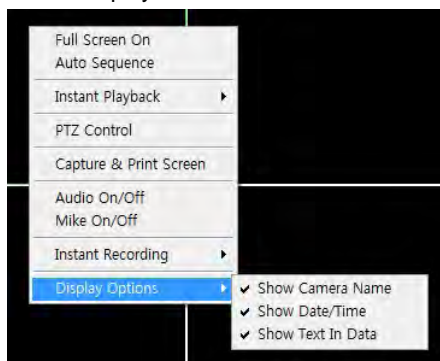 Full Screen On
Auto Sequence
Instant Playback
PTZ Control
Capture & Print Screen
Audio On/Off
Mike On/Off
Instant Recording
Display Options
Show Camera Name
Show Date/Time
Show Text In Data